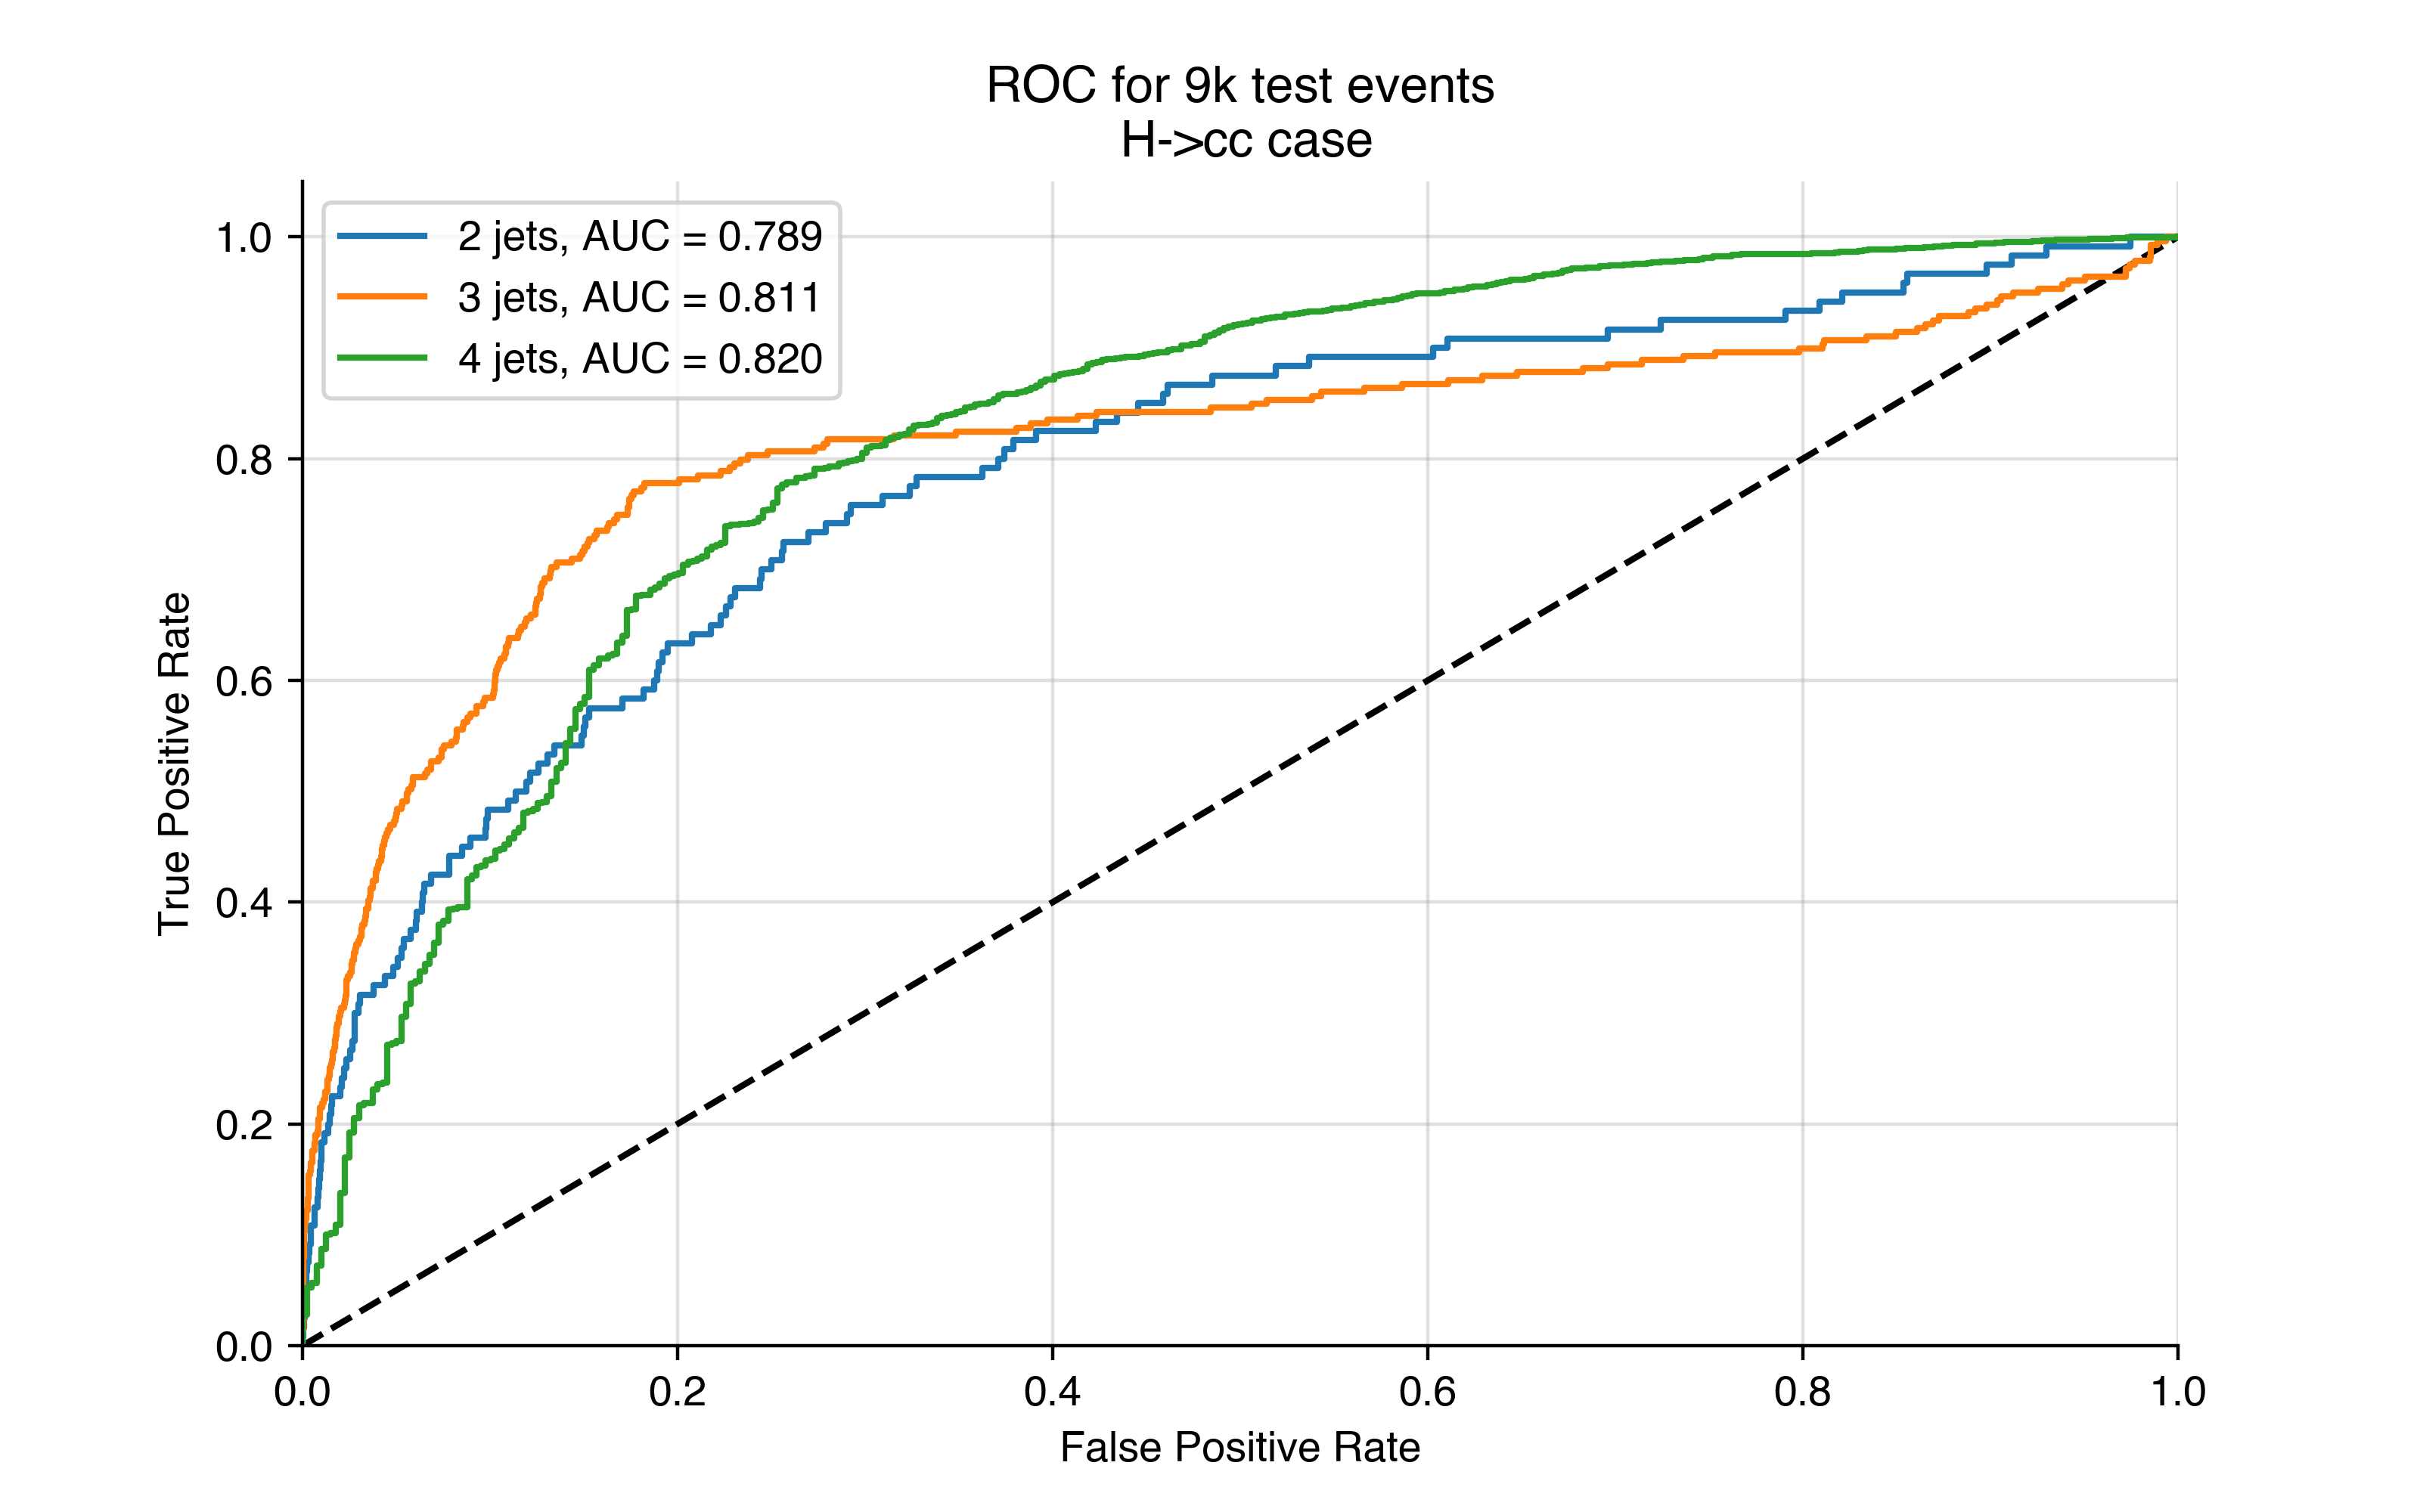 ROC for 9k test events
H->cc case
2 jets, AUC = 0.789
3 jets, AUC = 0.811
4 jets, AUC = 0.820
True Positive Rate
1.0
0.8
0.6
0.4
0.2
0.0
0.0 0.2 0.4 0.6 0.8 1.0
False Positive Rate